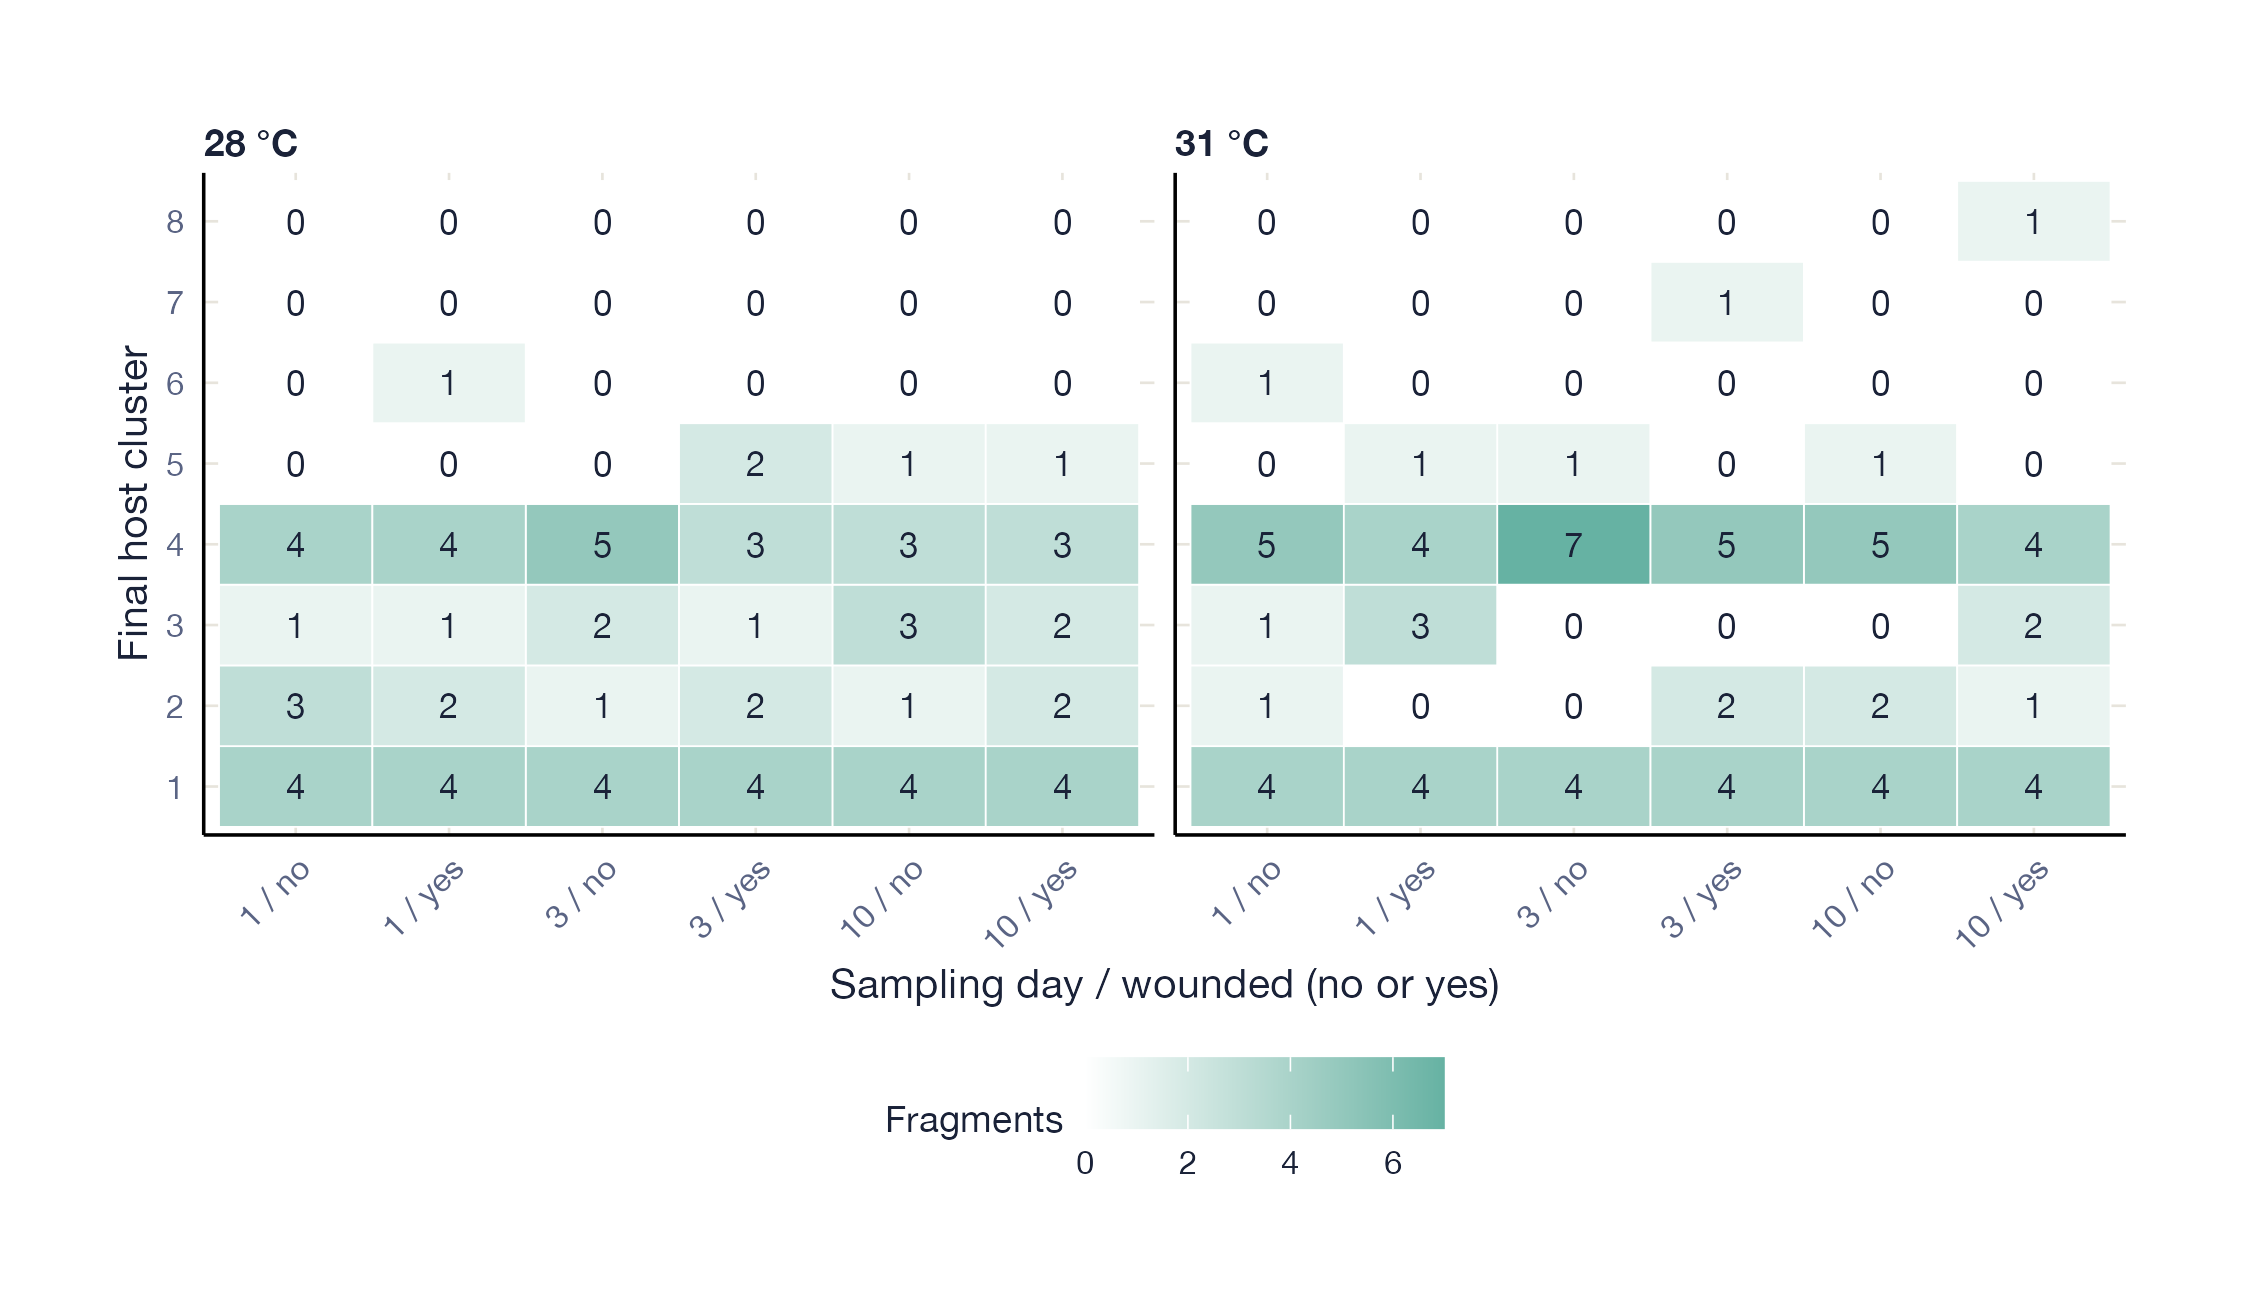 28 °C
31 °C
Final host cluster
8 0 0 0 0 0 0 0 0 0 0 0 1
7 0 0 0 0 0 0 0 0 0 1 0 0
6 0 1 0 0 0 0 1 0 0 0 0 0
5 0 0 0 2 1 1 0 1 1 0 1 0
4 4 4 5 3 3 3 5 4 7 5 5 4
3 1 1 2 1 3 2 1 3 0 0 0 2
2 3 2 1 2 1 2 1 0 0 2 2 1
1 4 4 4 4 4 4 4 4 4 4 4 4
1 / no 1 / yes 3 / no 3 / yes 10 / no 10 / yes 1 / no 1 / yes 3 / no 3 / yes 10 / no 10 / yes
Sampling day / wounded (no or yes)
Fragments
0 2 4 6